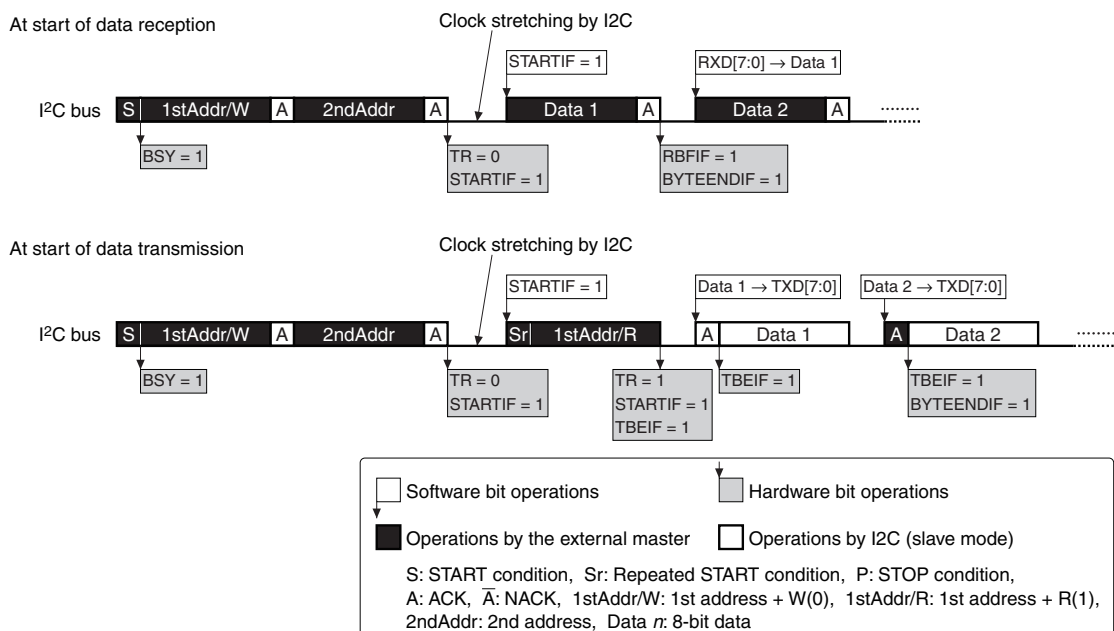 At start of data reception
Clock stretching by I2C
STARTIF = 1
RXD[7:0] → Data 1
I²C bus S 1stAddr/W A 2ndAddr A Data 1 A Data 2 A
BSY = 1
TR = 0
STARTIF = 1
RBFIF = 1
BYTEENDIF = 1
At start of data transmission
Clock stretching by I2C
STARTIF = 1
Data 1 → TXD[7:0]
Data 2 → TXD[7:0]
I²C bus S 1stAddr/W A 2ndAddr A Sr 1stAddr/R A Data 1 A Data 2
BSY = 1
TR = 0
STARTIF = 1
TR = 1
STARTIF = 1
TBEIF = 1
TBEIF = 1
TBEIF = 1
BYTEENDIF = 1
Software bit operations
Hardware bit operations
Operations by the external master
Operations by I2C (slave mode)
S: START condition, Sr: Repeated START condition, P: STOP condition,
A: ACK, A̅: NACK, 1stAddr/W: 1st address + W(0), 1stAddr/R: 1st address + R(1),
2ndAddr: 2nd address, Data n: 8-bit data